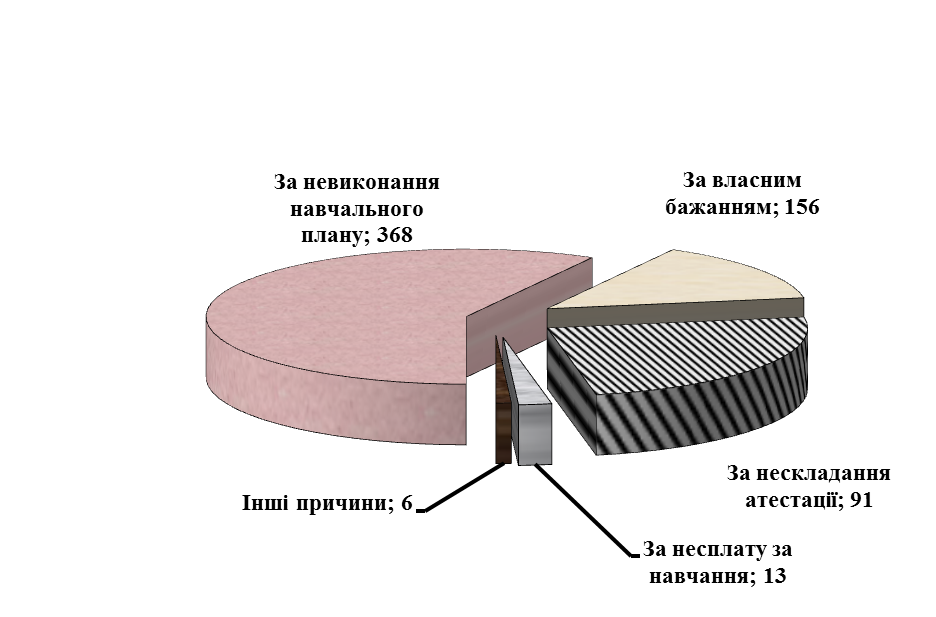 За невиконання
навчального
плану; 368
За власним
бажанням; 156
За нескладання
атестації; 91
Інші причини; 6
За несплату за
навчання; 13